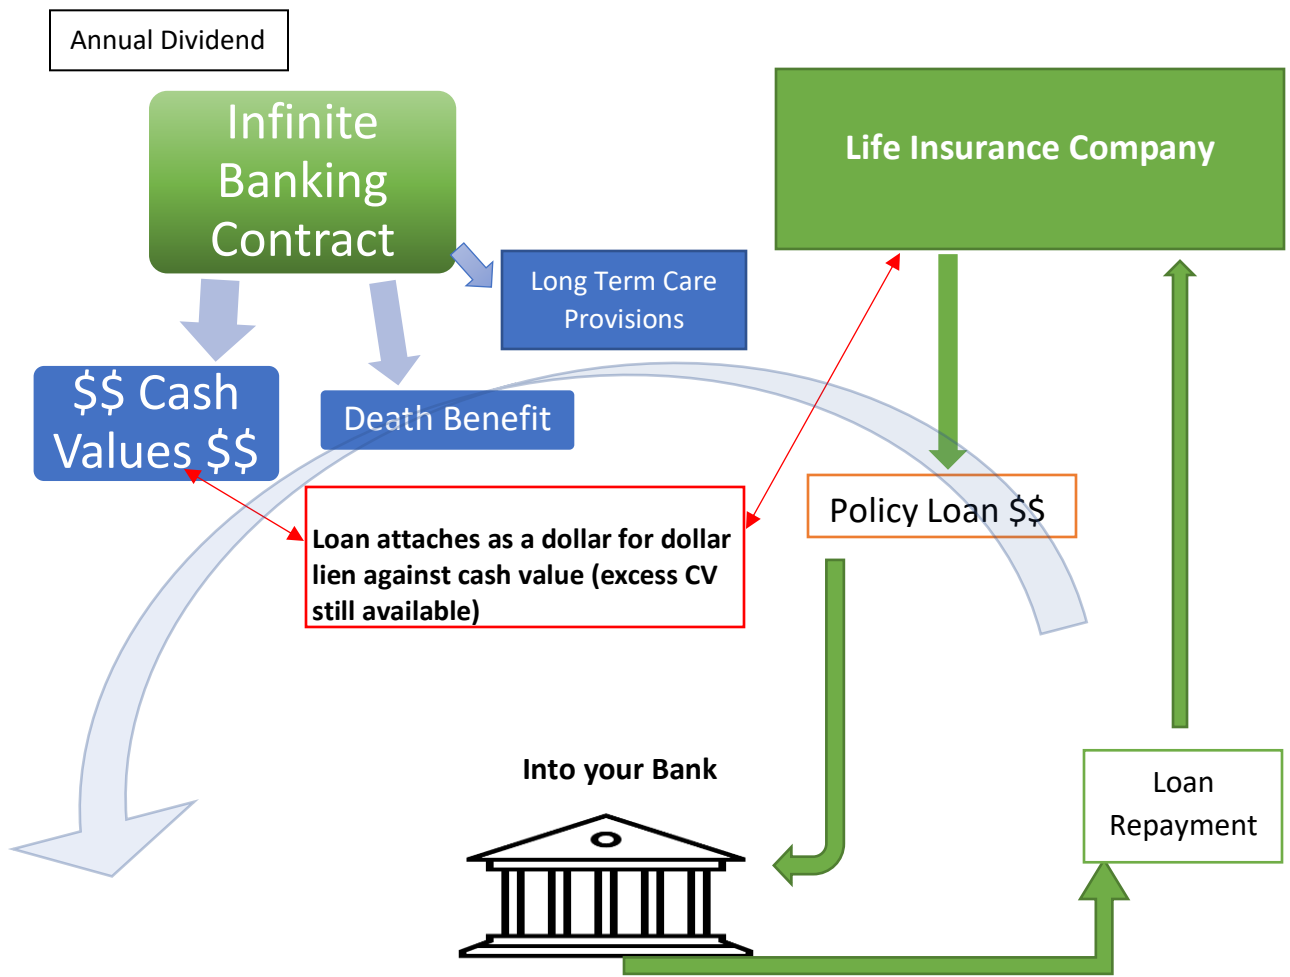 Annual Dividend
Infinite
Banking
Contract
Life Insurance Company
Long Term Care
Provisions
$$ Cash
Values $$
Death Benefit
Loan attaches as a dollar for dollar
lien against cash value (excess CV
still available)
Policy Loan $$
Into your Bank
Loan
Repayment